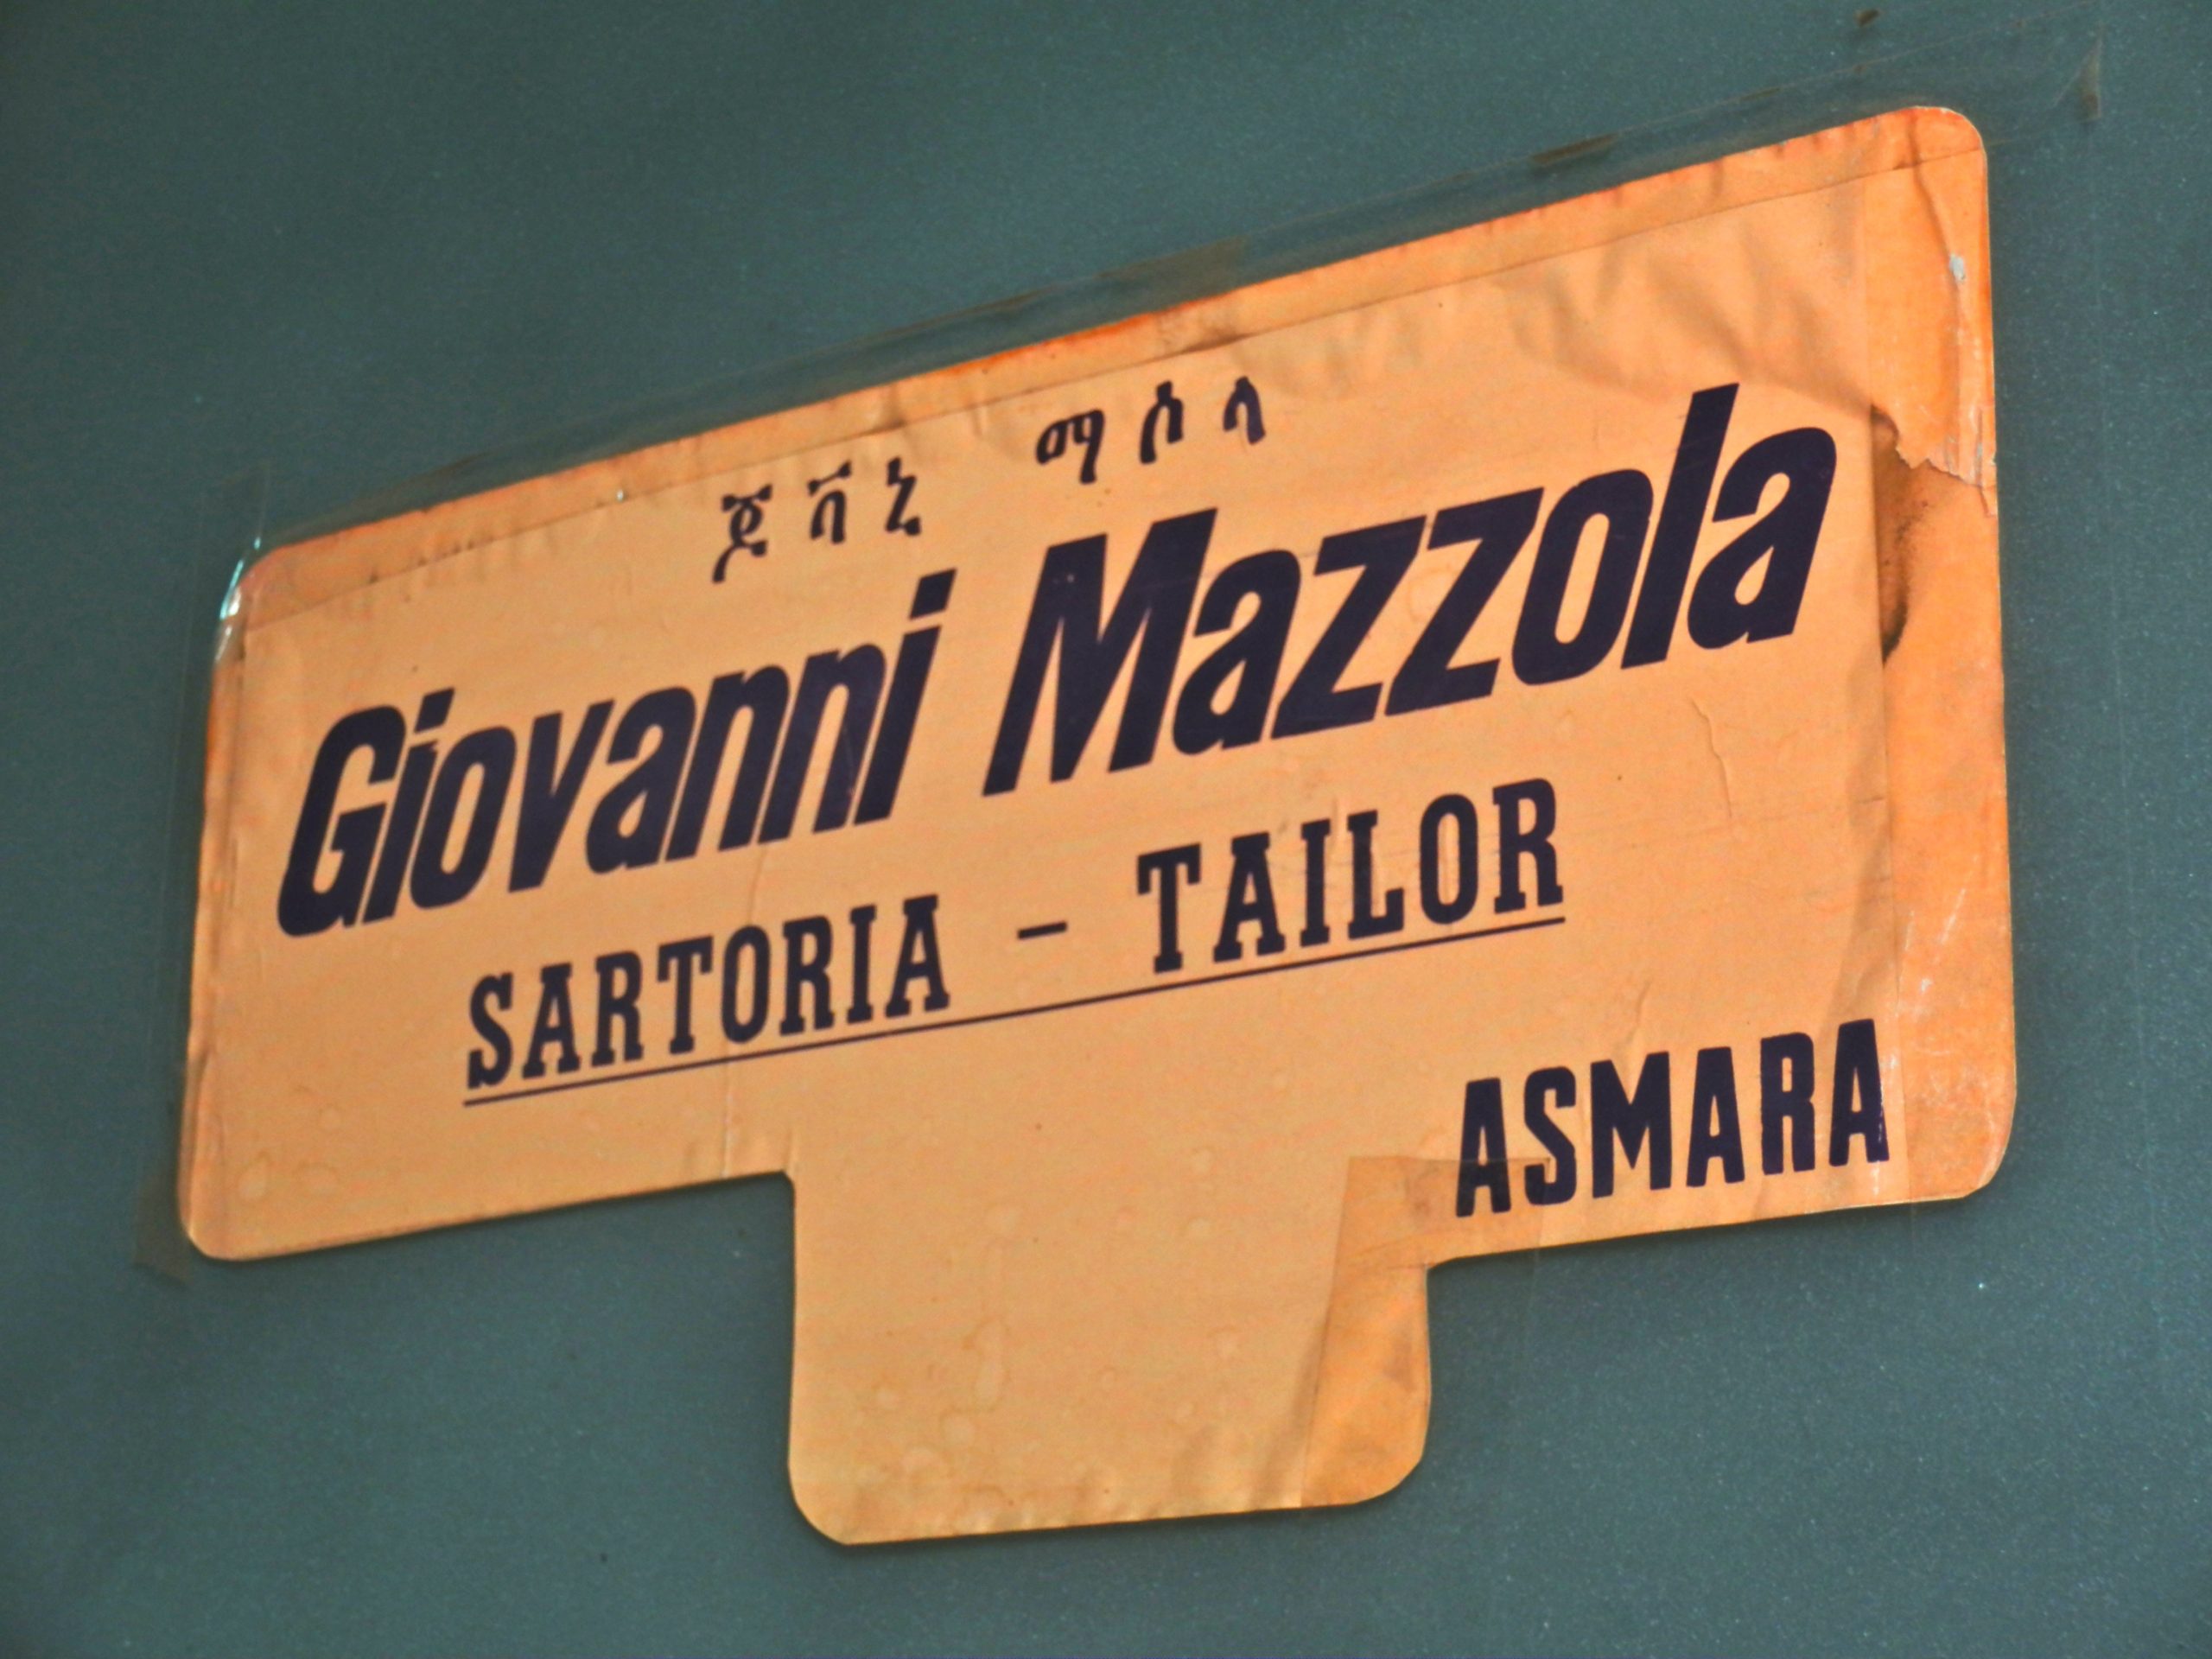 ጆቫኒ ማሶላ
Giovanni Mazzola
SARTORIA - TAILOR
ASMARA